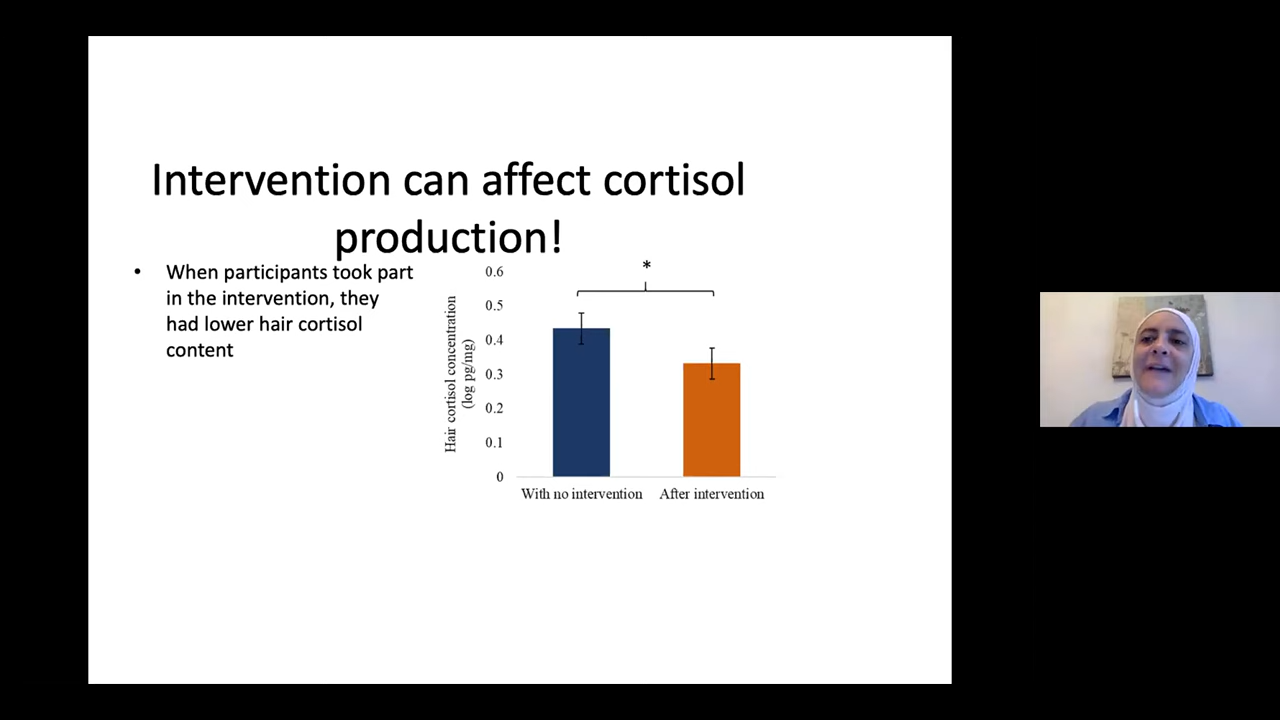 Intervention can affect cortisol
production!
• When participants took part
in the intervention, they
had lower hair cortisol
content
*
Hair cortisol concentration
(log pg/mg)
0.6
0.5
0.4
0.3
0.2
0.1
0
With no intervention After intervention